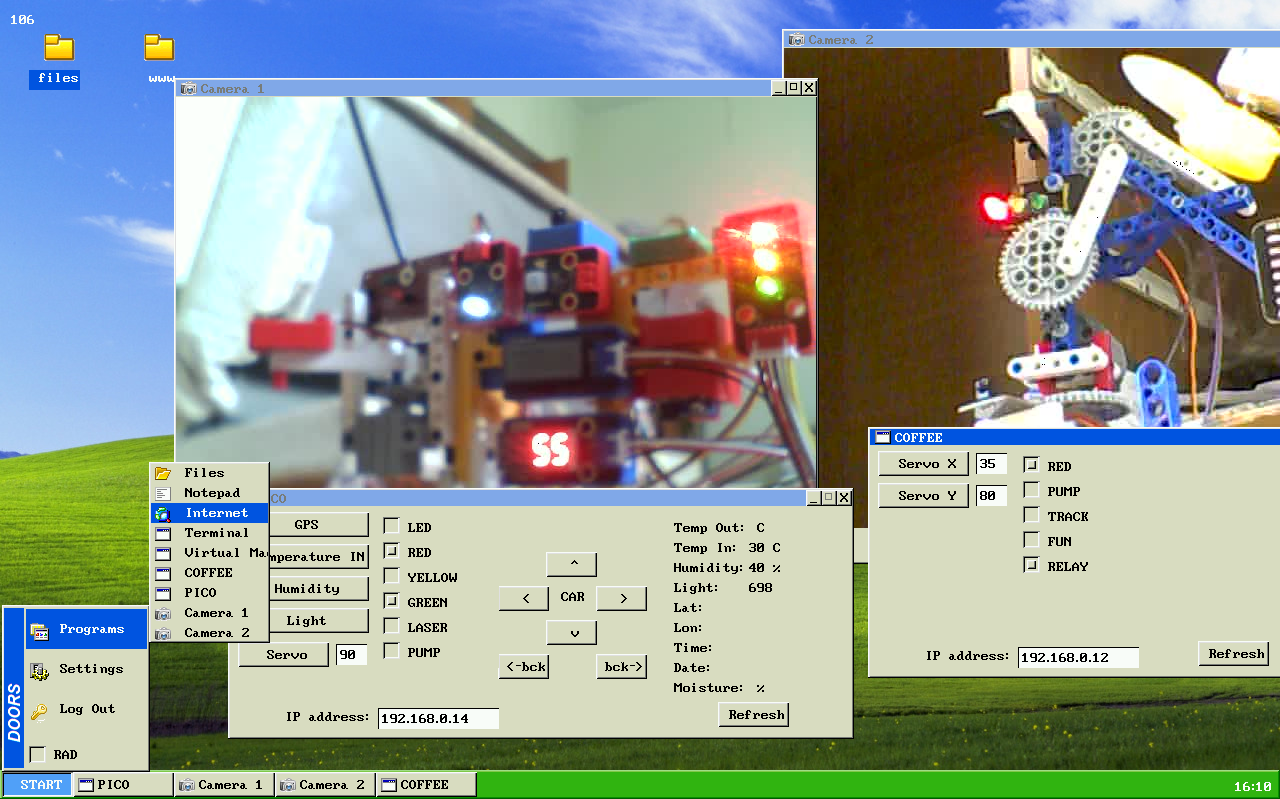 106
files
www
Camera 1
Camera 2
SS
COFFEE
Servo X 35 RED
PUMP
Servo Y 80
TRACK
FUN
RELAY
IP address: 192.168.0.12 Refresh
CO
GPS LED Temp Out: C
mperature IN RED Temp In: 30 C
YELLOW Humidity: 40 %
Humidity GREEN < CAR > Light: 698
^
Light LASER Lat:
Lon:
v
Servo 90 PUMP Time:
<-bck bck-> Date:
Moisture: %
IP address: 192.168.0.14 Refresh
Files
Notepad
Internet
Terminal
Virtual Ma
COFFEE
PICO
Camera 1
Camera 2
DOORS
Programs
Settings
Log Out
RAD
START PICO Camera 1 Camera 2 COFFEE 16:10